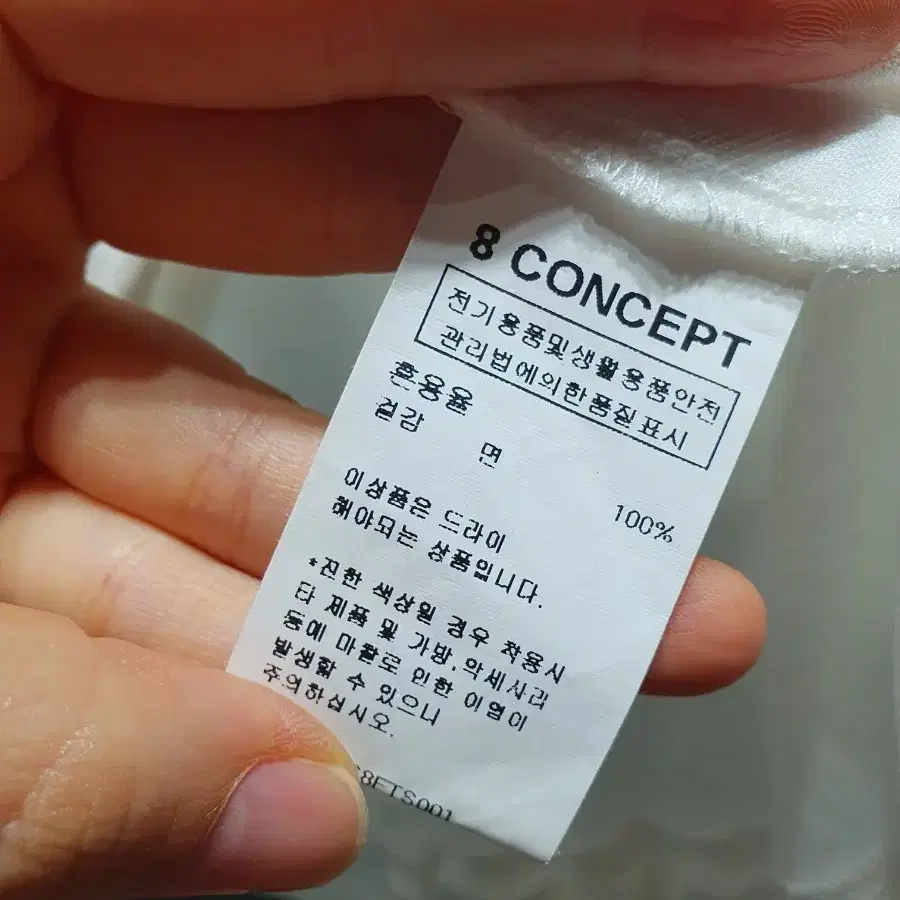 8 CONCEPT
전기용품및생활용품안전
관리법에의한품질표시
혼용율
겉감
면
100%
이상품은 드라이
해야되는 상품입니다.
*진한 색상일 경우 착용시
타 제품 및 가방,악세사리
등에 마찰로 인한 이염이
발생할 수 있으니
주의하십시오.